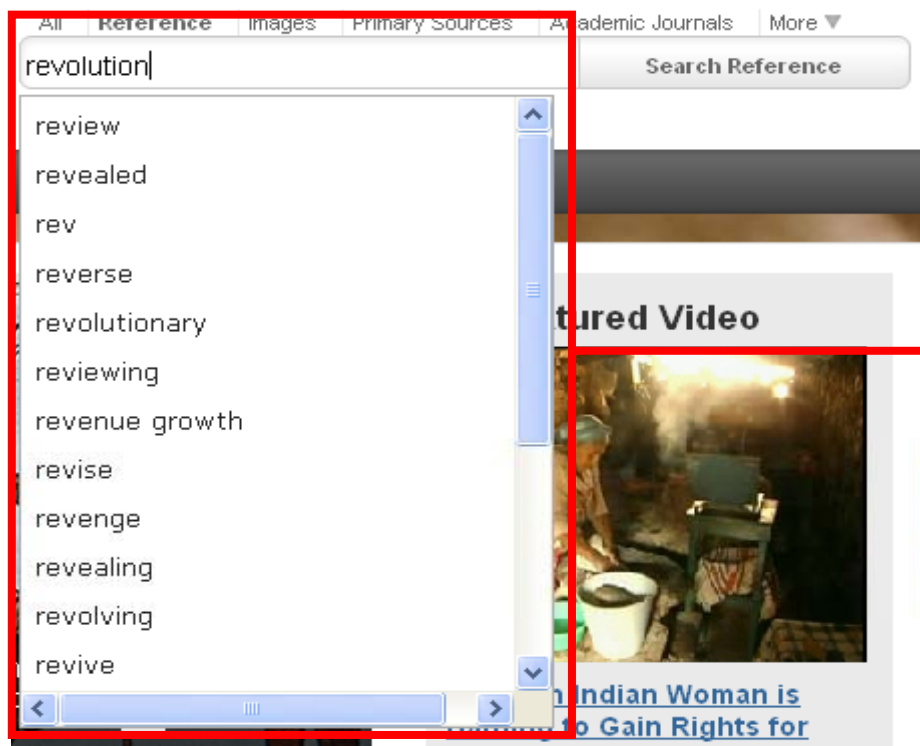 All Reference Images Primary Sources Academic Journals More ▼
revolution
Search Reference
review
revealed
rev
reverse
revolutionary
reviewing
revenue growth
revise
revenge
revealing
revolving
revive
tured Video
n Indian Woman is
to Gain Rights for